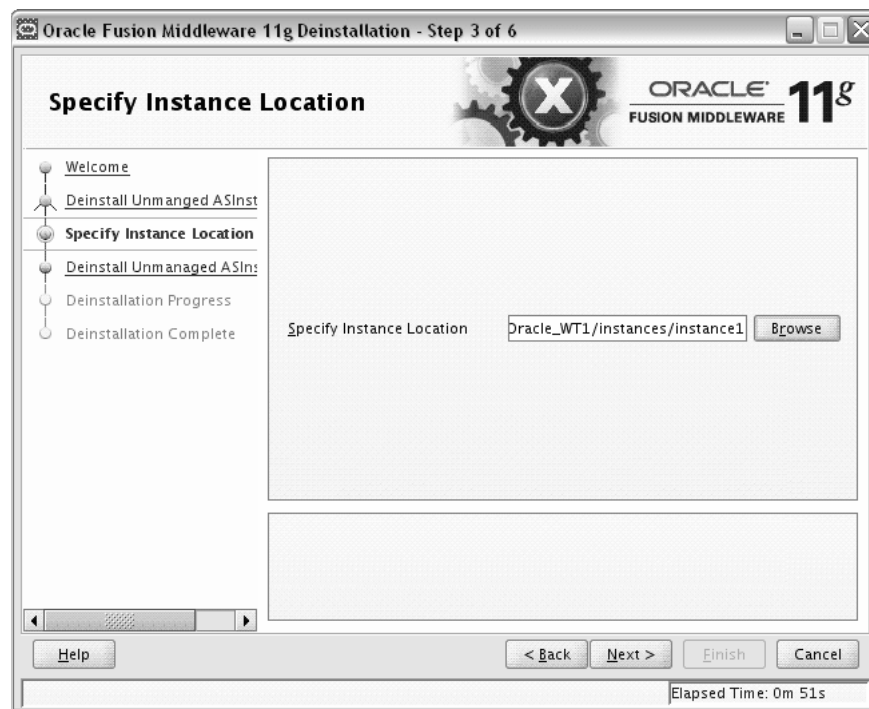 Oracle Fusion Middleware 11g Deinstallation - Step 3 of 6
Specify Instance Location
ORACLE
FUSION MIDDLEWARE
11g
Welcome
Deinstall Unmanged ASInst
Specify Instance Location
Deinstall Unmanaged ASIns
Deinstallation Progress
Deinstallation Complete
Specify Instance Location
Oracle_WT1/instances/instance1
Browse
Help
< Back
Next >
Finish
Cancel
Elapsed Time: 0m 51s